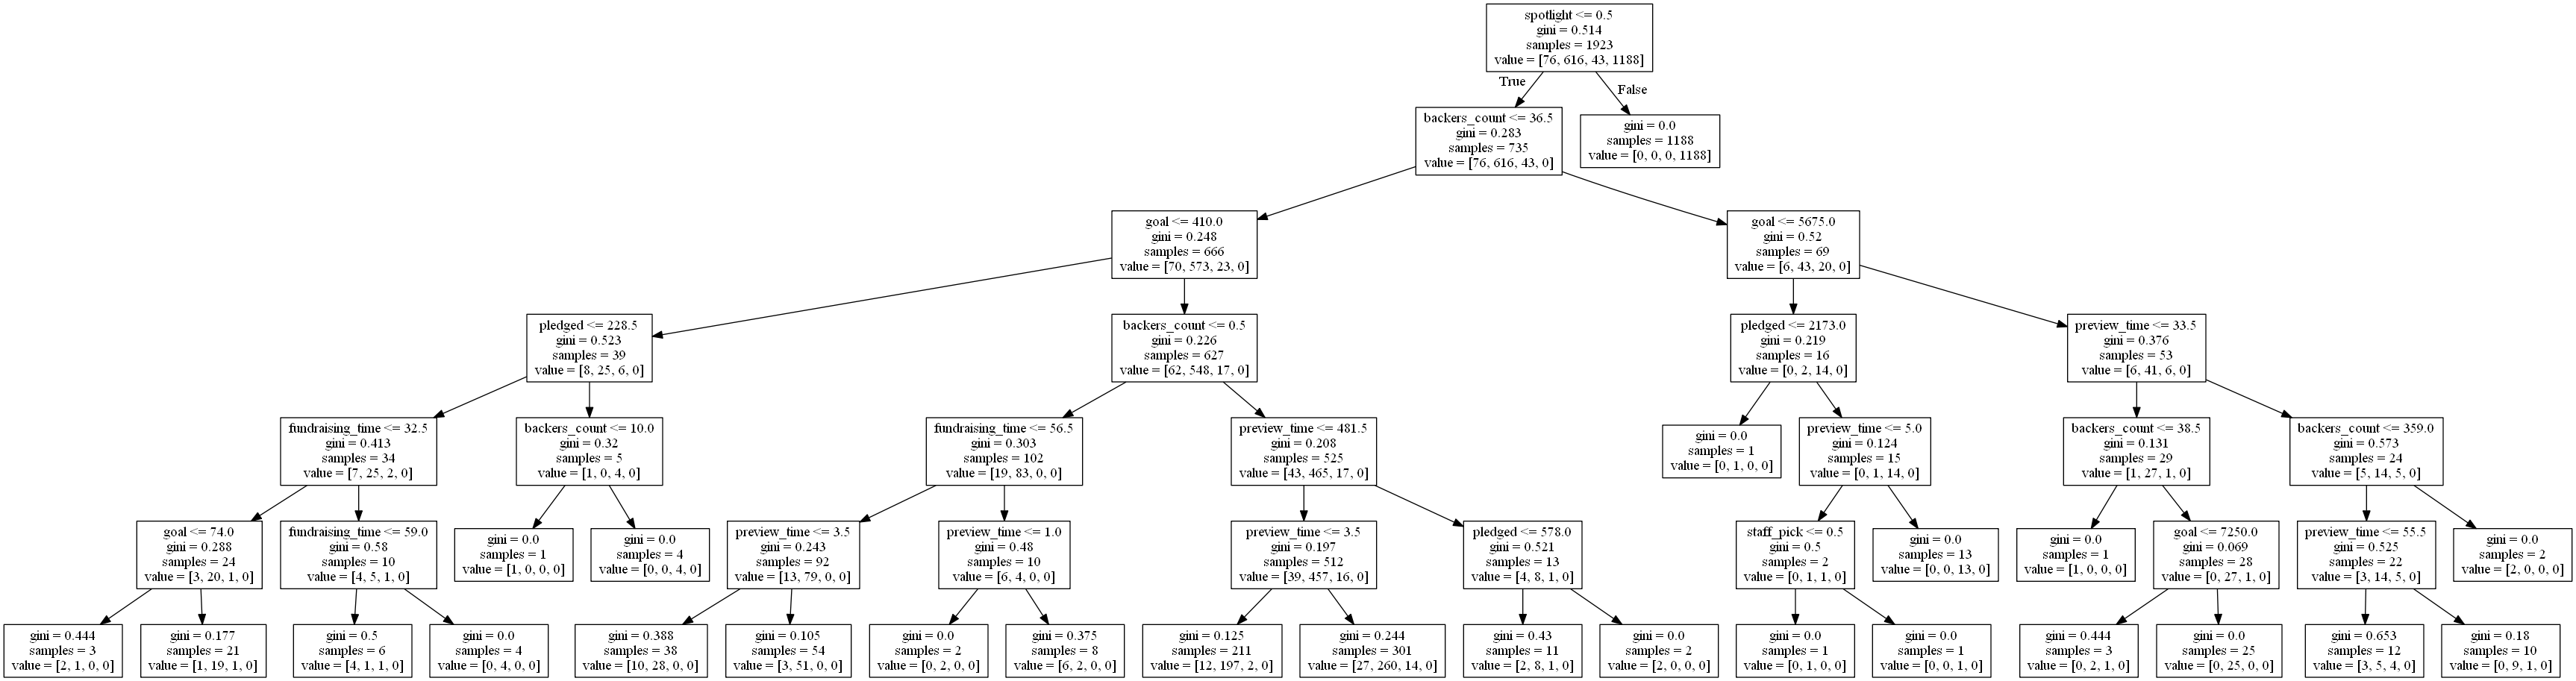 spotlight <= 0.5
gini = 0.514
samples = 1923
value = [76, 616, 43, 1188]
True
False
backers_count <= 36.5
gini = 0.283
samples = 735
value = [76, 616, 43, 0]
gini = 0.0
samples = 1188
value = [0, 0, 0, 1188]
goal <= 410.0
gini = 0.248
samples = 666
value = [70, 573, 23, 0]
goal <= 5675.0
gini = 0.52
samples = 69
value = [6, 43, 20, 0]
pledged <= 228.5
gini = 0.523
samples = 39
value = [8, 25, 6, 0]
backers_count <= 0.5
gini = 0.226
samples = 627
value = [62, 548, 17, 0]
pledged <= 2173.0
gini = 0.219
samples = 16
value = [0, 2, 14, 0]
preview_time <= 33.5
gini = 0.376
samples = 53
value = [6, 41, 6, 0]
fundraising_time <= 32.5
gini = 0.413
samples = 34
value = [7, 25, 2, 0]
backers_count <= 10.0
gini = 0.32
samples = 5
value = [1, 0, 4, 0]
fundraising_time <= 56.5
gini = 0.303
samples = 102
value = [19, 83, 0, 0]
preview_time <= 481.5
gini = 0.208
samples = 525
value = [43, 465, 17, 0]
gini = 0.0
samples = 1
value = [0, 1, 0, 0]
preview_time <= 5.0
gini = 0.124
samples = 15
value = [0, 1, 14, 0]
backers_count <= 38.5
gini = 0.131
samples = 29
value = [1, 27, 1, 0]
backers_count <= 359.0
gini = 0.573
samples = 24
value = [5, 14, 5, 0]
goal <= 74.0
gini = 0.288
samples = 24
value = [3, 20, 1, 0]
fundraising_time <= 59.0
gini = 0.58
samples = 10
value = [4, 5, 1, 0]
gini = 0.0
samples = 1
value = [1, 0, 0, 0]
gini = 0.0
samples = 4
value = [0, 0, 4, 0]
preview_time <= 3.5
gini = 0.243
samples = 92
value = [13, 79, 0, 0]
preview_time <= 1.0
gini = 0.48
samples = 10
value = [6, 4, 0, 0]
preview_time <= 3.5
gini = 0.197
samples = 512
value = [39, 457, 16, 0]
pledged <= 578.0
gini = 0.521
samples = 13
value = [4, 8, 1, 0]
staff_pick <= 0.5
gini = 0.5
samples = 2
value = [0, 1, 1, 0]
gini = 0.0
samples = 13
value = [0, 0, 13, 0]
gini = 0.0
samples = 1
value = [1, 0, 0, 0]
goal <= 7250.0
gini = 0.069
samples = 28
value = [0, 27, 1, 0]
preview_time <= 55.5
gini = 0.525
samples = 22
value = [3, 14, 5, 0]
gini = 0.0
samples = 2
value = [2, 0, 0, 0]
gini = 0.444
samples = 3
value = [2, 1, 0, 0]
gini = 0.177
samples = 21
value = [1, 19, 1, 0]
gini = 0.5
samples = 6
value = [4, 1, 1, 0]
gini = 0.0
samples = 4
value = [0, 4, 0, 0]
gini = 0.388
samples = 38
value = [10, 28, 0, 0]
gini = 0.105
samples = 54
value = [3, 51, 0, 0]
gini = 0.0
samples = 2
value = [0, 2, 0, 0]
gini = 0.375
samples = 8
value = [6, 2, 0, 0]
gini = 0.125
samples = 211
value = [12, 197, 2, 0]
gini = 0.244
samples = 301
value = [27, 260, 14, 0]
gini = 0.43
samples = 11
value = [2, 8, 1, 0]
gini = 0.0
samples = 2
value = [2, 0, 0, 0]
gini = 0.0
samples = 1
value = [0, 1, 0, 0]
gini = 0.0
samples = 1
value = [0, 0, 1, 0]
gini = 0.444
samples = 3
value = [0, 2, 1, 0]
gini = 0.0
samples = 25
value = [0, 25, 0, 0]
gini = 0.653
samples = 12
value = [3, 5, 4, 0]
gini = 0.18
samples = 10
value = [0, 9, 1, 0]